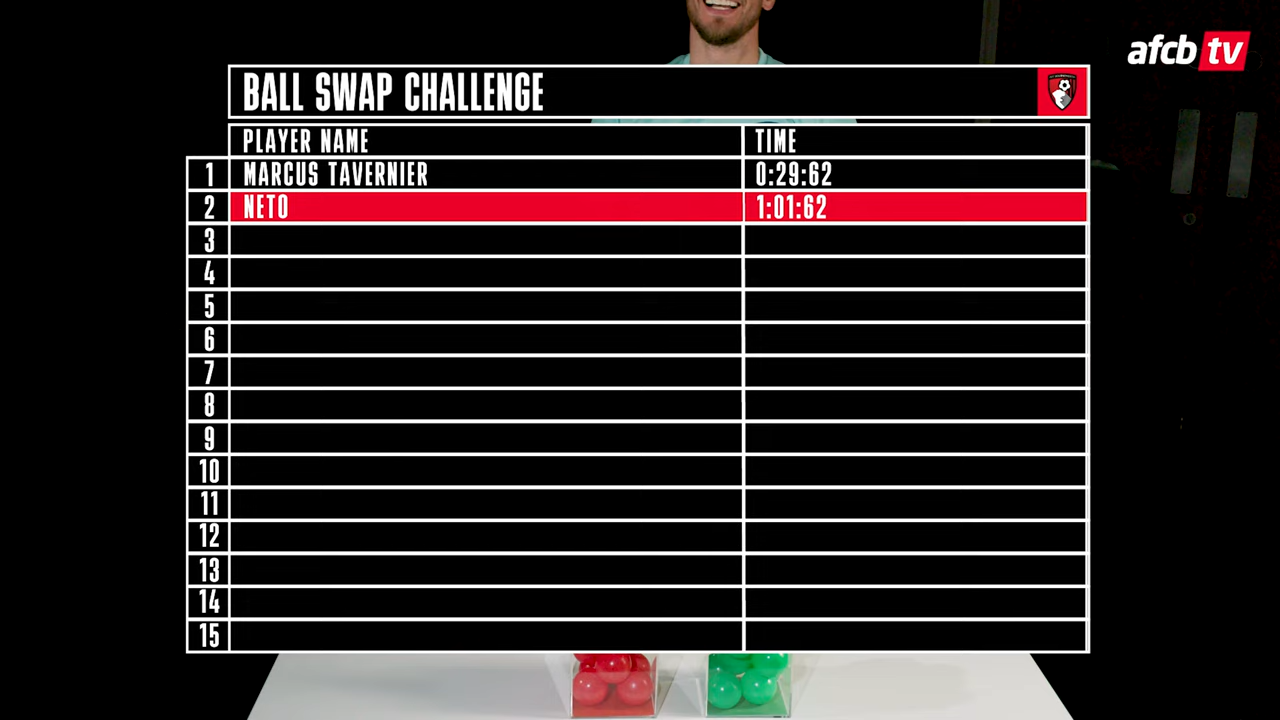 afcb tv
BALL SWAP CHALLENGE
PLAYER NAME TIME
1 MARCUS TAVERNIER 0:29:62
2 NETO 1:01:62
3
4
5
6
7
8
9
10
11
12
13
14
15